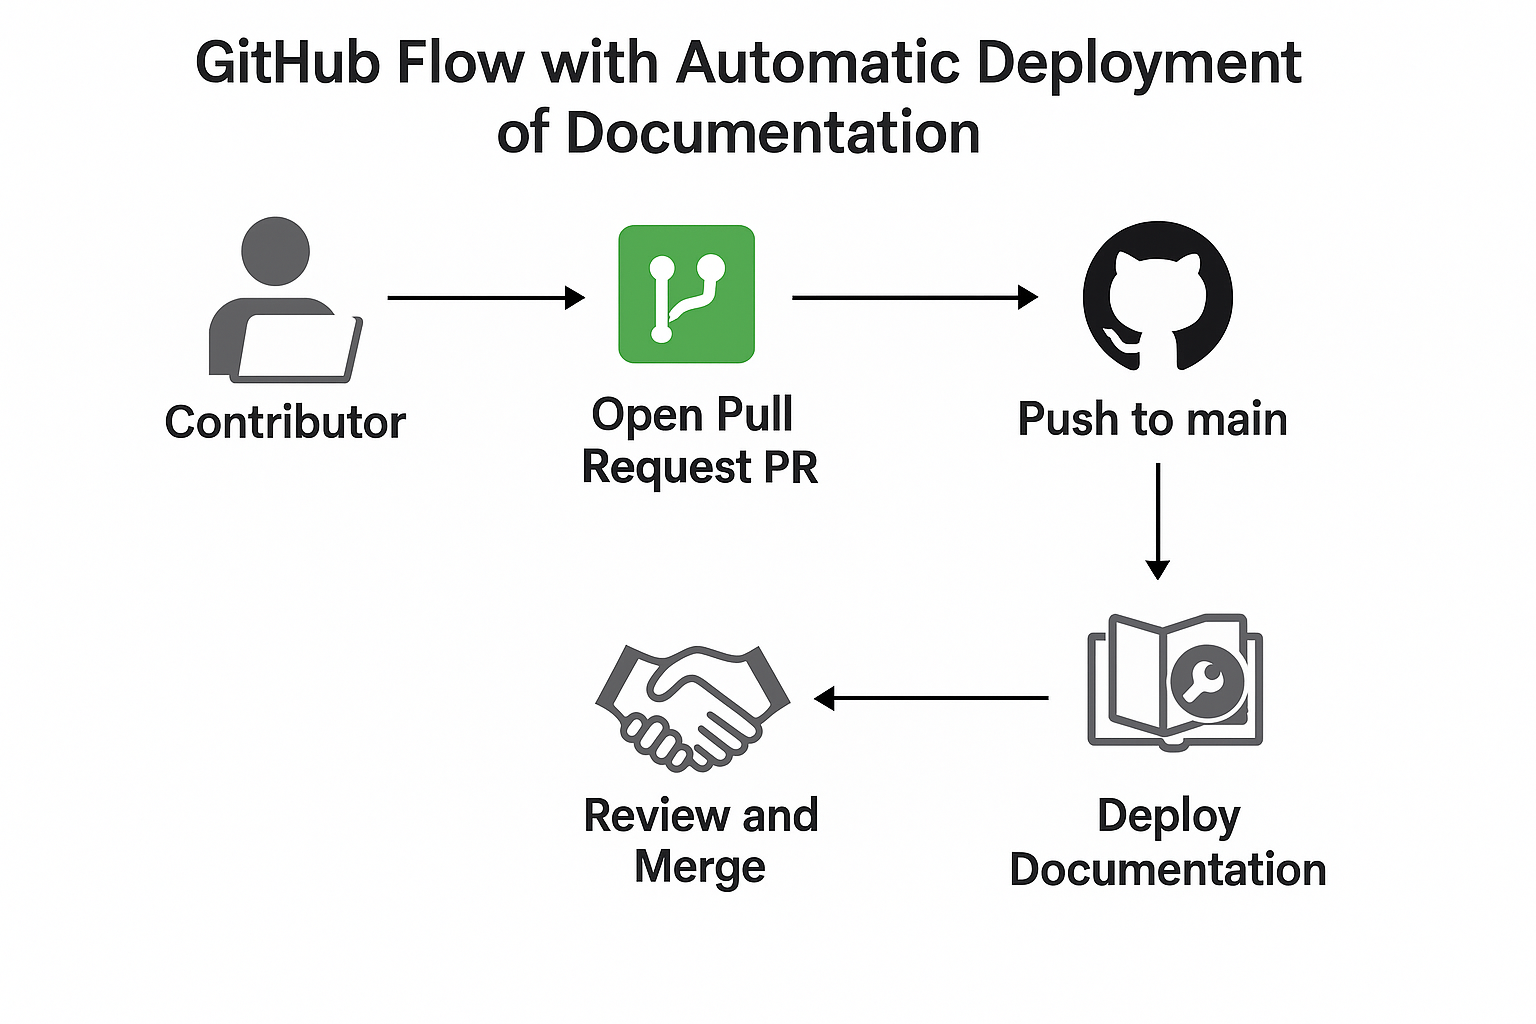 GitHub Flow with Automatic Deployment
of Documentation
Contributor
Open Pull
Request PR
Push to main
Review and
Merge
Deploy
Documentation